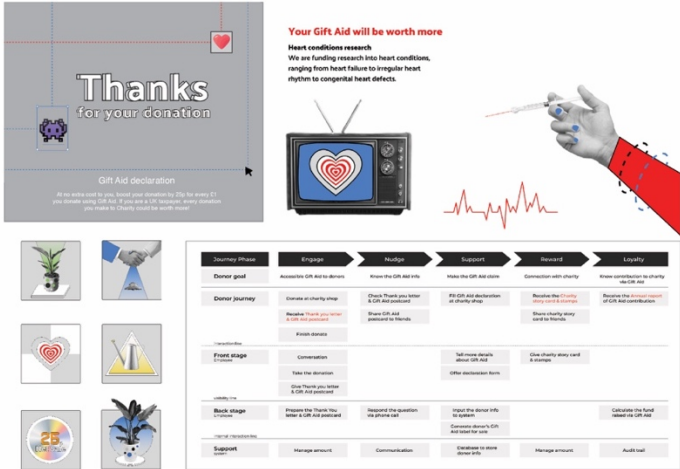 Thanks
for your donation
Gift Aid declaration
At no extra cost to you, boost your donation by 25p for every £1
you donate using Gift Aid. If you are a UK taxpayer, every donation
you make to Charity could be worth more!
Your Gift Aid will be worth more
Heart conditions research
We are funding research into heart conditions,
ranging from heart failure to irregular heart
rhythm to congenital heart defects.
25
Journey Phase
Engage
Nudge
Support
Reward
Loyalty
Donor goal
Accessible Gift Aid to donors
Know the Gift Aid info
Make the Gift Aid claim
Connection with charity
Know contribution to charity
via Gift Aid
Donor journey
Donate at charity shop
Check Thank you letter
& Gift Aid postcard
Fill Gift Aid declaration
at charity shop
Receive the Charity
story card & stamps
Receive the Annual report
of Gift Aid contribution
Receive Thank you letter
& Gift Aid postcard
Share Gift Aid
postcard to friends
Share charity story
card to friends
Finish donate
Front stage
Employee
Conversation
Tell more details
about Gift Aid
Give charity story card
& stamps
Take the donation
Offer declaration form
Give Thank you letter
& Gift Aid postcard
Visibility line
Back stage
Employee
Prepare the Thank You
letter & Gift Aid postcard
Respond the question
via phone call
Input the donor info
to system
Calculate the fund
raised via Gift Aid
Generate donor's Gift
Aid label for sale
Support
Manage amount
Communication
Database to store
donor info
Manage amount
Audit trail